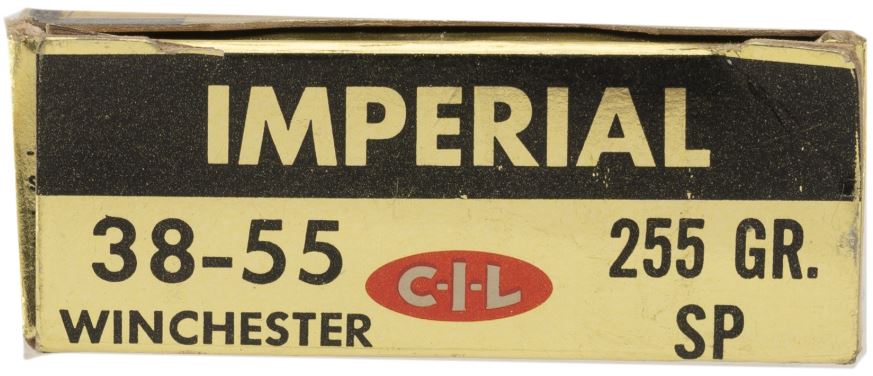 IMPERIAL
38-55
WINCHESTER
C-I-L
255 GR.
SP